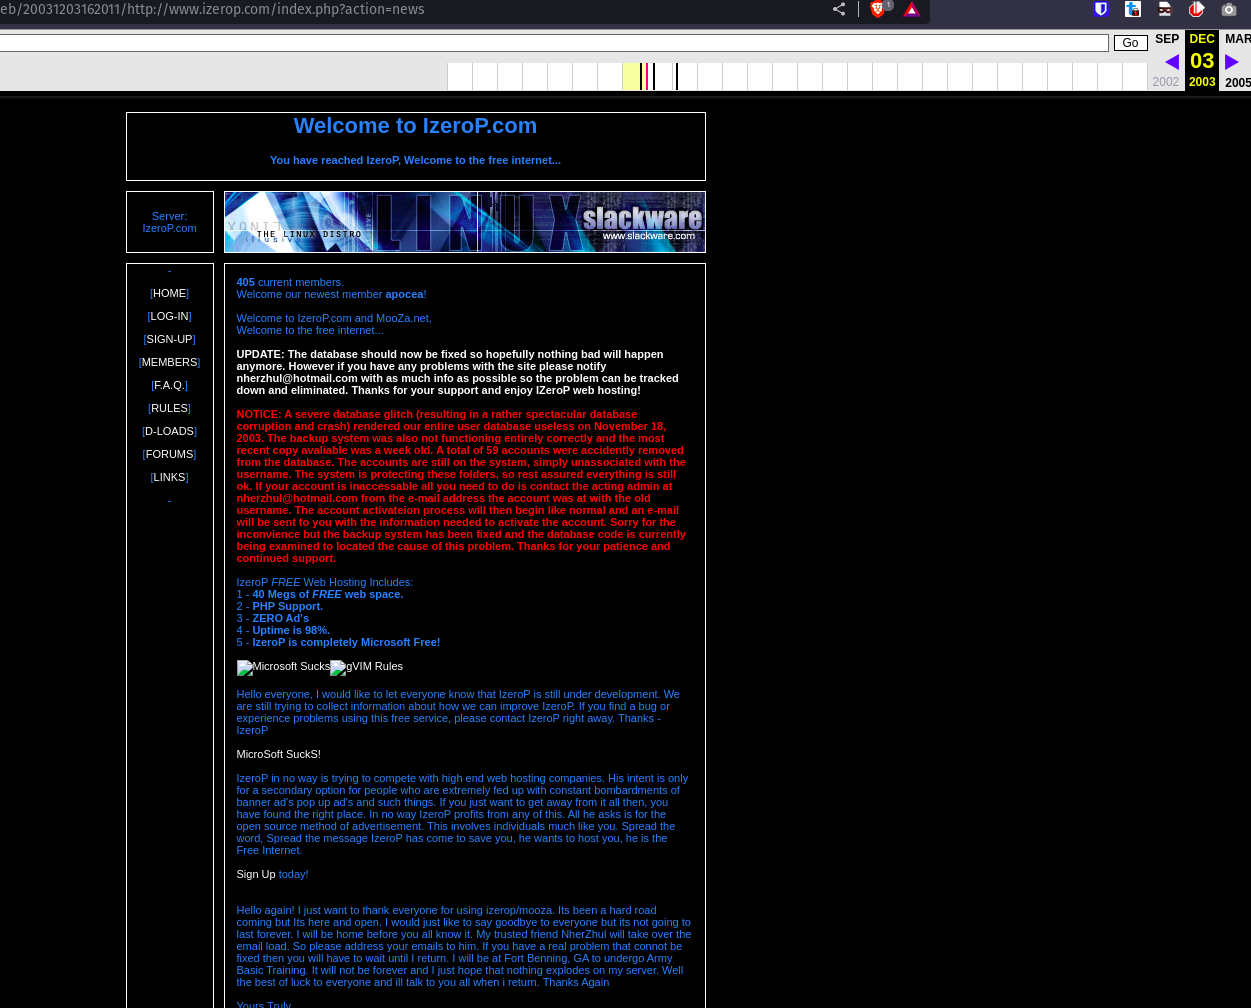 eb/20031203162011/http://www.izerop.com/index.php?action=news
1
Go
SEP
DEC
MAR
03
2002
2003
2005
Welcome to IzeroP.com
You have reached IzeroP, Welcome to the free internet...
Server:
IzeroP.com
THE LINUX DISTRO
LINUX
slackware
www.slackware.com
-
[HOME]
[LOG-IN]
[SIGN-UP]
[MEMBERS]
[F.A.Q.]
[RULES]
[D-LOADS]
[FORUMS]
[LINKS]
-
405 current members.
Welcome our newest member apocea!
Welcome to IzeroP.com and MooZa.net,
Welcome to the free internet...
UPDATE: The database should now be fixed so hopefully nothing bad will happen
anymore. However if you have any problems with the site please notify
nherzhul@hotmail.com with as much info as possible so the problem can be tracked
down and eliminated. Thanks for your support and enjoy IZeroP web hosting!
NOTICE: A severe database glitch (resulting in a rather spectacular database
corruption and crash) rendered our entire user database useless on November 18,
2003. The backup system was also not functioning entirely correctly and the most
recent copy avaliable was a week old. A total of 59 accounts were accidently removed
from the database. The accounts are still on the system, simply unassociated with the
username. The system is protecting these folders, so rest assured everything is still
ok. If your account is inaccessable all you need to do is contact the acting admin at
nherzhul@hotmail.com from the e-mail address the account was at with the old
username. The account activateion process will then begin like normal and an e-mail
will be sent to you with the information needed to activate the account. Sorry for the
inconvience but the backup system has been fixed and the database code is currently
being examined to located the cause of this problem. Thanks for your patience and
continued support.
IzeroP FREE Web Hosting Includes:
1 - 40 Megs of FREE web space.
2 - PHP Support.
3 - ZERO Ad's
4 - Uptime is 98%.
5 - IzeroP is completely Microsoft Free!
Microsoft Sucks gVIM Rules
Hello everyone, I would like to let everyone know that IzeroP is still under development. We
are still trying to collect information about how we can improve IzeroP. If you find a bug or
experience problems using this free service, please contact IzeroP right away. Thanks -
IzeroP
MicroSoft SuckS!
IzeroP in no way is trying to compete with high end web hosting companies. His intent is only
for a secondary option for people who are extremely fed up with constant bombardments of
banner ad's pop up ad's and such things. If you just want to get away from it all then, you
have found the right place. In no way IzeroP profits from any of this. All he asks is for the
open source method of advertisement. This involves individuals much like you. Spread the
word, Spread the message IzeroP has come to save you, he wants to host you, he is the
Free Internet.
Sign Up today!
Hello again! I just want to thank everyone for using izerop/mooza. Its been a hard road
coming but Its here and open. I would just like to say goodbye to everyone but its not going to
last forever. I will be home before you all know it. My trusted friend NherZhul will take over the
email load. So please address your emails to him. If you have a real problem that connot be
fixed then you will have to wait until I return. I will be at Fort Benning, GA to undergo Army
Basic Training. It will not be forever and I just hope that nothing explodes on my server. Well
the best of luck to everyone and ill talk to you all when i return. Thanks Again
Yours Truly